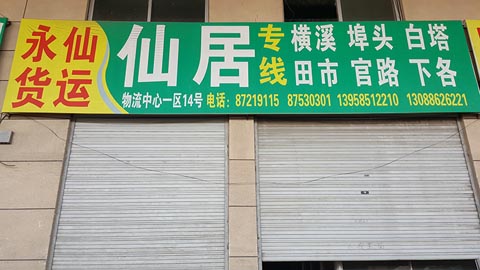 永仙
货运
仙居
专线
横溪 埠头 白塔
田市 官路 下各
物流中心一区14号 电话：87219115 87530301 13958512210 13088626221